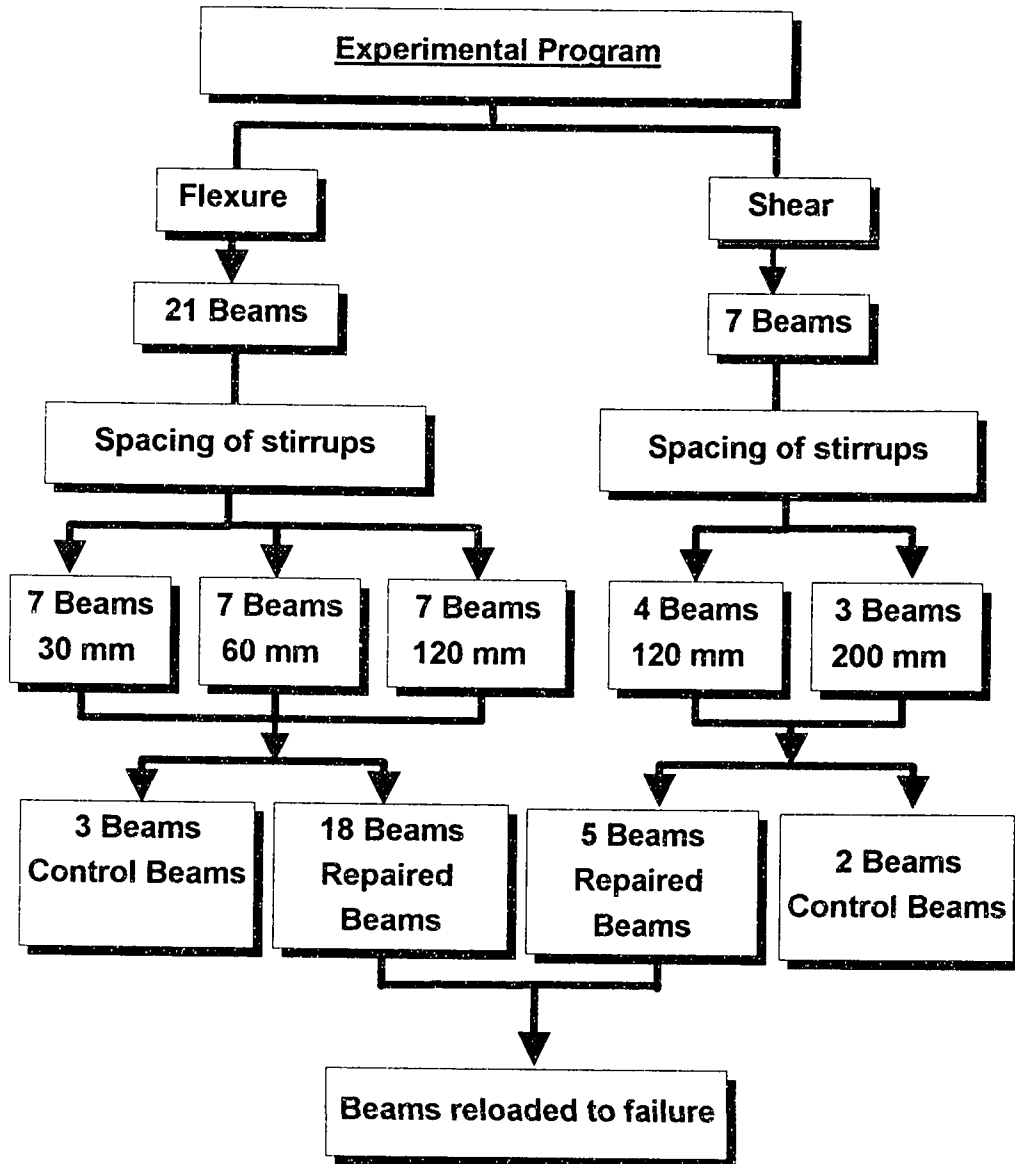 Experimental Program
Flexure
Shear
21 Beams
7 Beams
Spacing of stirrups
Spacing of stirrups
7 Beams
30 mm
7 Beams
60 mm
7 Beams
120 mm
4 Beams
120 mm
3 Beams
200 mm
3 Beams
Control Beams
18 Beams
Repaired
Beams
5 Beams
Repaired
Beams
2 Beams
Control Beams
Beams reloaded to failure